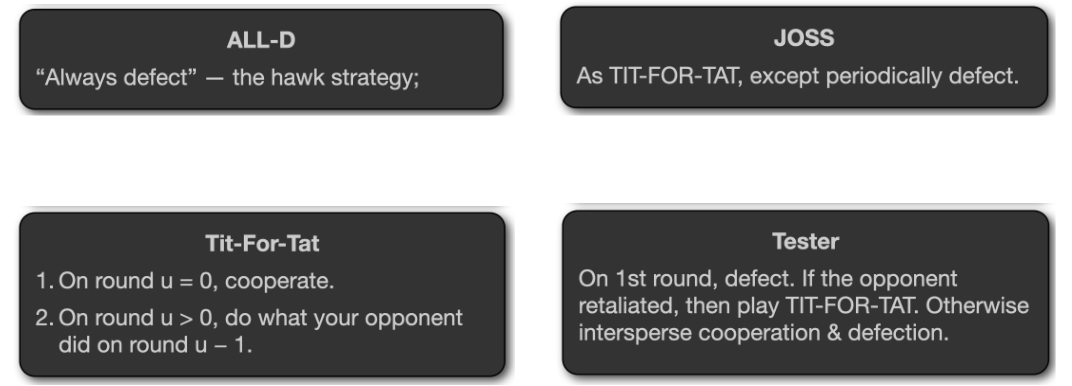 ALL-D
“Always defect” — the hawk strategy;
JOSS
As TIT-FOR-TAT, except periodically defect.
Tit-For-Tat
1. On round u = 0, cooperate.
2. On round u > 0, do what your opponent
did on round u – 1.
Tester
On 1st round, defect. If the opponent
retaliated, then play TIT-FOR-TAT. Otherwise
intersperse cooperation & defection.